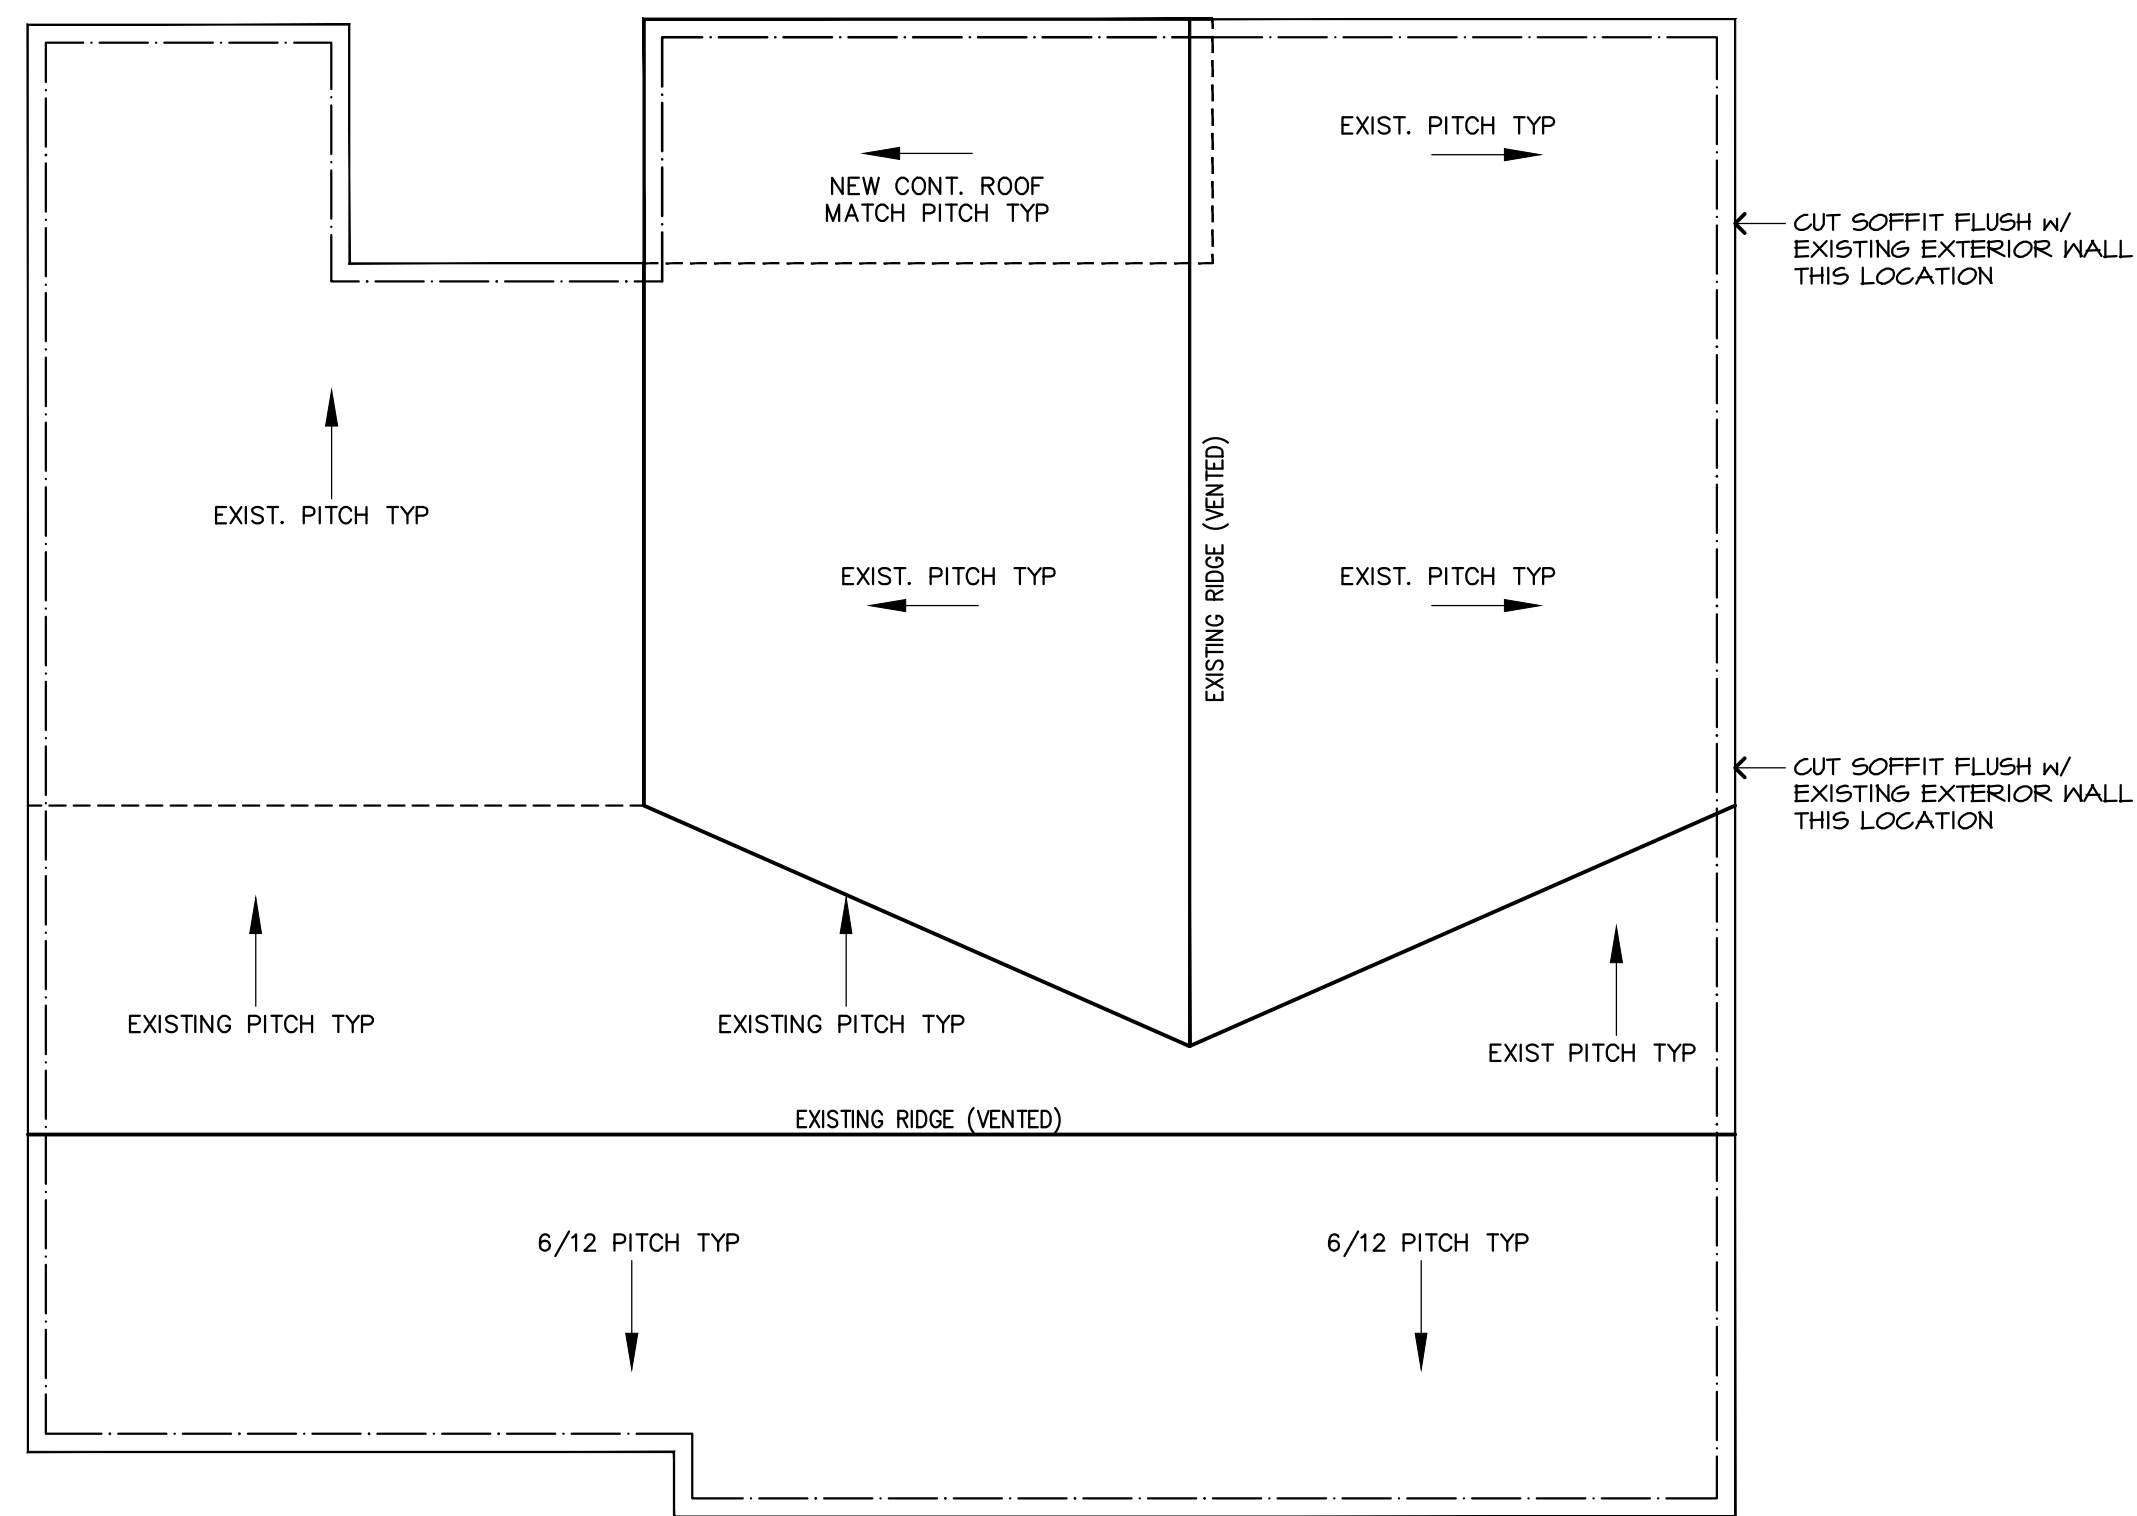 EXIST. PITCH TYP
NEW CONT. ROOF
MATCH PITCH TYP
CUT SOFFIT FLUSH W/
EXISTING EXTERIOR WALL
THIS LOCATION
EXIST. PITCH TYP
EXISTING RIDGE (VENTED)
EXIST. PITCH TYP
EXIST. PITCH TYP
CUT SOFFIT FLUSH W/
EXISTING EXTERIOR WALL
THIS LOCATION
EXISTING PITCH TYP
EXISTING PITCH TYP
EXIST PITCH TYP
EXISTING RIDGE (VENTED)
6/12 PITCH TYP
6/12 PITCH TYP